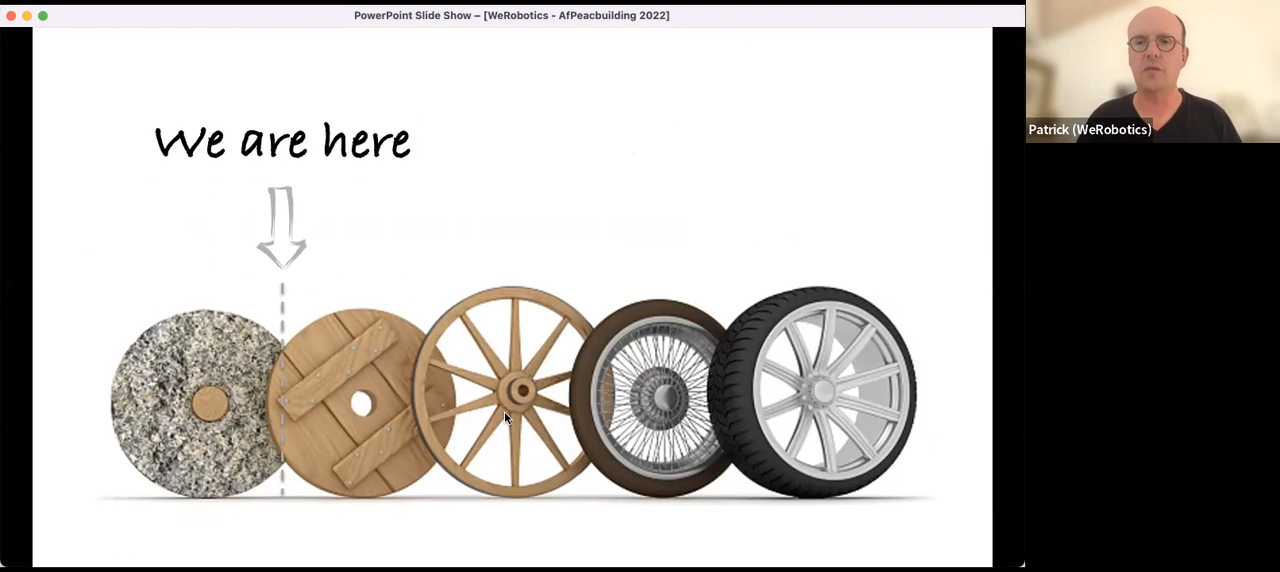 PowerPoint Slide Show – [WeRobotics - AfPeacbuilding 2022]
We are here
Patrick (WeRobotics)